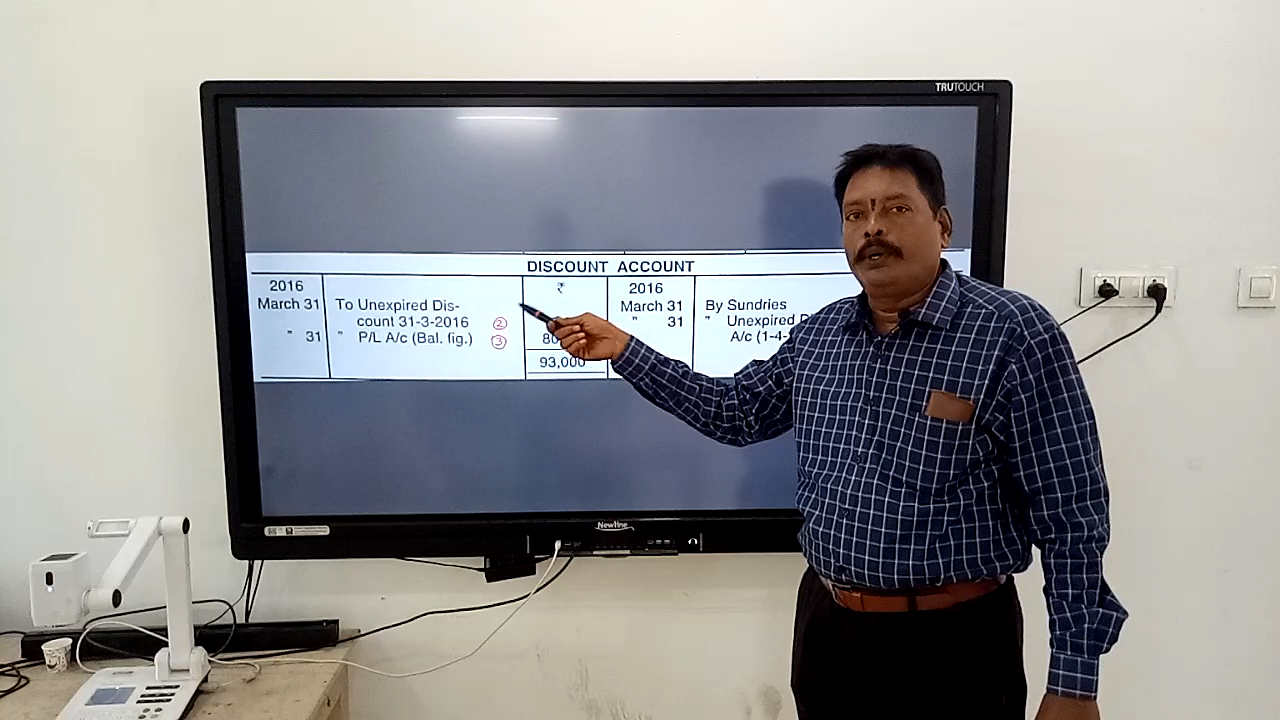 TRUTOUCH
DISCOUNT ACCOUNT
2016 ₹ 2016
March 31 To Unexpired Dis- March 31 By Sundries
count 31-3-2016 ② " 31 " Unexpired
" 31 " P/L A/c (Bal. fig.) ③ A/c
93,000
Newline